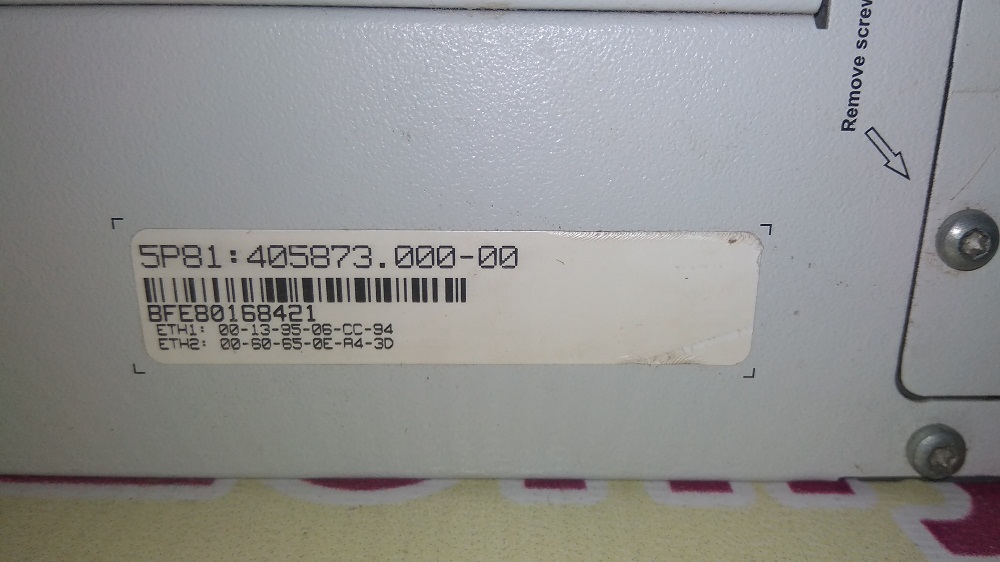 Remove screw
5P81:405873.000-00
BFE80168421
ETH1: 00-13-95-06-CC-94
ETH2: 00-60-65-0E-A4-3D